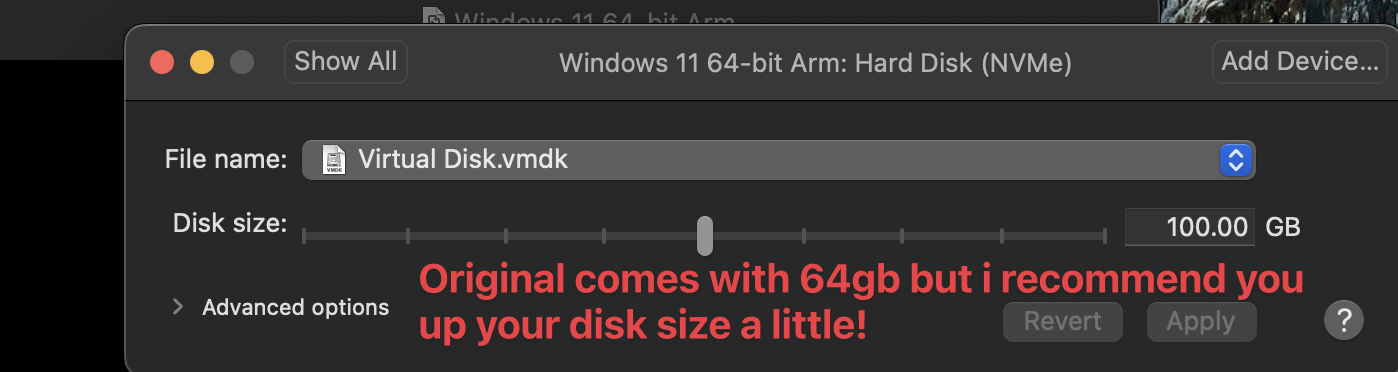 Windows 11 64-bit Arm
Show All
Windows 11 64-bit Arm: Hard Disk (NVMe)
Add Device...
File name:
VMDK
Virtual Disk.vmdk
Disk size:
100.00 GB
Original comes with 64gb but i recommend you
up your disk size a little!
Advanced options
Revert
Apply
?